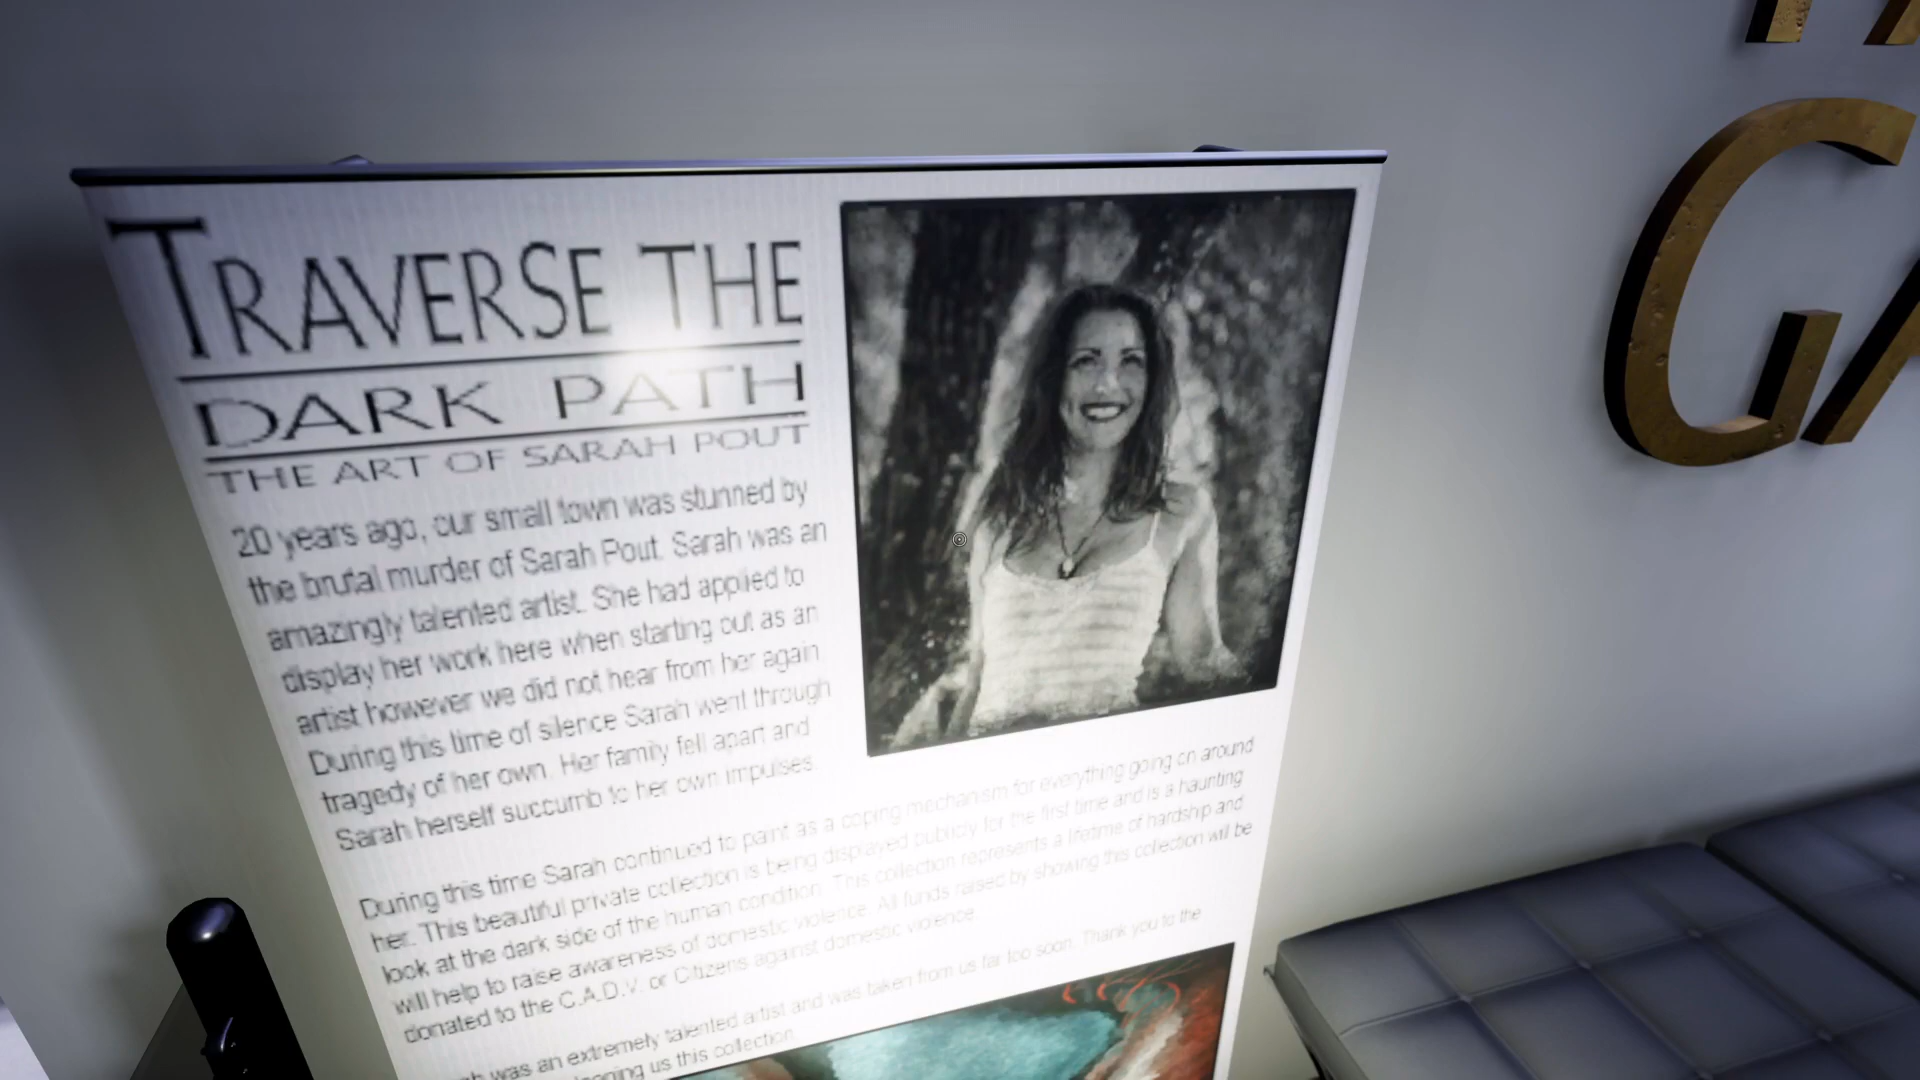 TRAVERSE THE
DARK PATH
THE ART OF SARAH POUT
20 years ago, our small town was stunned by
the brutal murder of Sarah Pout. Sarah was an
amazingly talented artist. She had applied to
display her work here when starting out as an
artist however we did not hear from her again
During this time of silence Sarah went through
tragedy of her own. Her family fell apart and
Sarah herself succumb to her own impulses.
During this time Sarah continued to paint as a coping mechanism for everything going on around
her. This beautiful private collection is being displayed publicly for the first time and is a haunting
look at the dark side of the human condition. This collection represents a lifetime of hardship and
will help to raise awareness of domestic violence. All funds raised by showing this collection will be
donated to the C.A.D.V. or Citizens against domestic violence.
was an extremely talented artist and was taken from us far too soon. Thank you to the
us this collection
GA